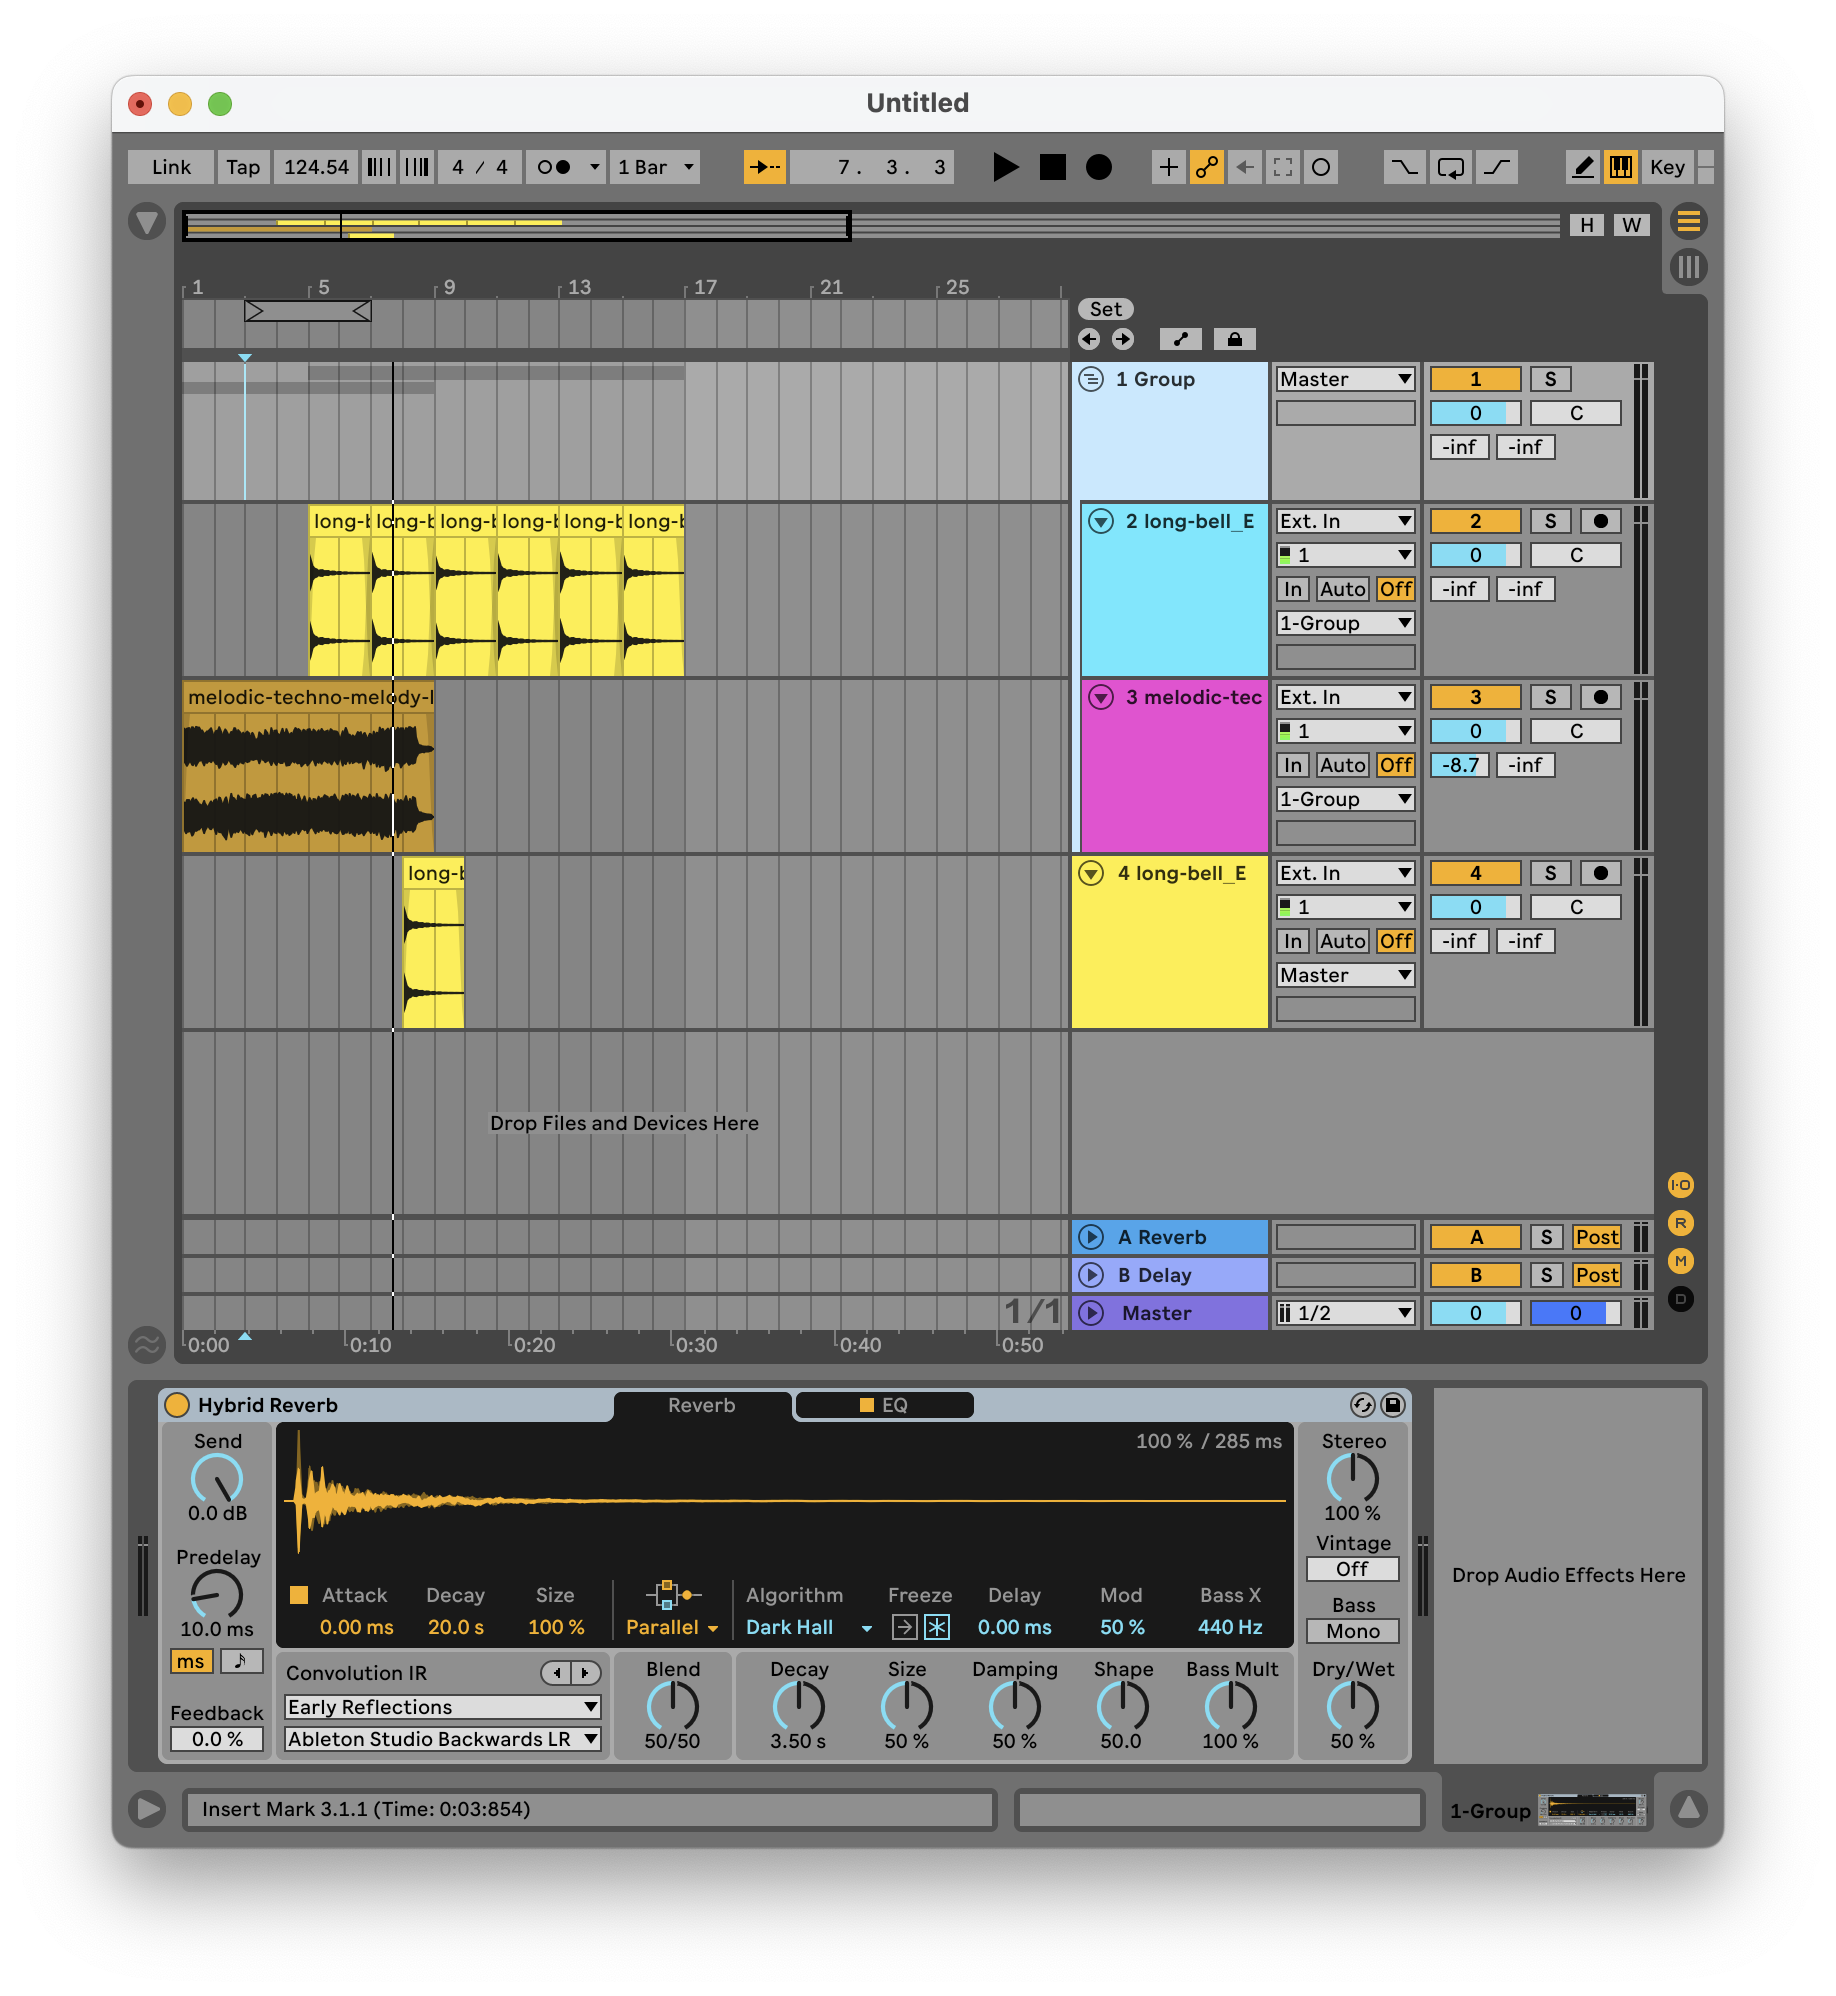 Untitled
Link Tap 124.54 4 / 4 1 Bar 7. 3. 3 Key
H W
1 5 9 13 17 21 25
Set
1 Group Master 1 S
0 C
-inf -inf
long-b long-b long-b long-b long-b long-b 2 long-bell_E Ext. In 2 S
1 0 C
In Auto Off -inf -inf
1-Group
melodic-techno-melody-l 3 melodic-tec Ext. In 3 S
1 0 C
In Auto Off -8.7 -inf
1-Group
long-b 4 long-bell_E Ext. In 4 S
1 0 C
In Auto Off -inf -inf
Master
Drop Files and Devices Here
I·O
R
M
D
A Reverb A S Post
B Delay B S Post
1/1 Master 1/2 0 0
0:00 0:10 0:20 0:30 0:40 0:50
Hybrid Reverb Reverb EQ
Send 100 % / 285 ms Stereo
0.0 dB 100 %
Predelay Vintage
Off
10.0 ms Attack Decay Size Algorithm Freeze Delay Mod Bass X Bass
0.00 ms 20.0 s 100 % Parallel Dark Hall 0.00 ms 50 % 440 Hz Mono
Drop Audio Effects Here
ms Convolution IR Blend Decay Size Damping Shape Bass Mult Dry/Wet
Feedback Early Reflections
0.0 % Ableton Studio Backwards LR 50/50 3.50 s 50 % 50 % 50.0 100 % 50 %
Insert Mark 3.1.1 (Time: 0:03:854) 1-Group